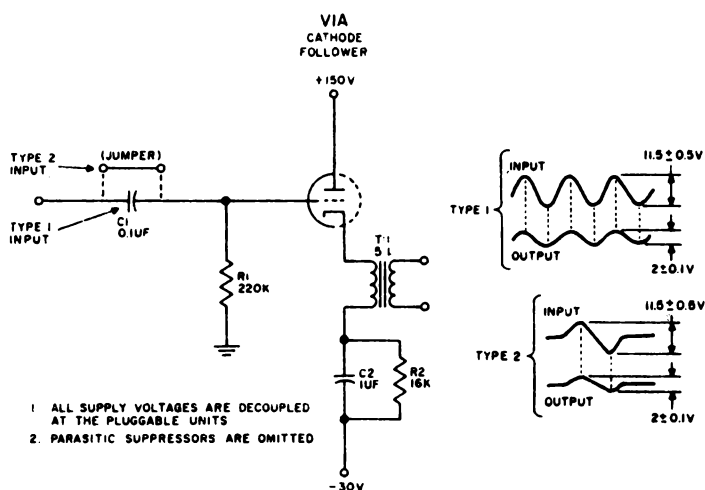 V1A
CATHODE
FOLLOWER
+150V
TYPE 2
INPUT
(JUMPER)
TYPE 1
INPUT
C1
0.1UF
R1
220K
T1
5:1
C2
1UF
R2
16K
-30V
1 ALL SUPPLY VOLTAGES ARE DECOUPLED
AT THE PLUGGABLE UNITS
2. PARASITIC SUPPRESSORS ARE OMITTED
TYPE 1
INPUT
11.5±0.5V
OUTPUT
2±0.1V
TYPE 2
INPUT
11.5±0.5V
OUTPUT
2±0.1V